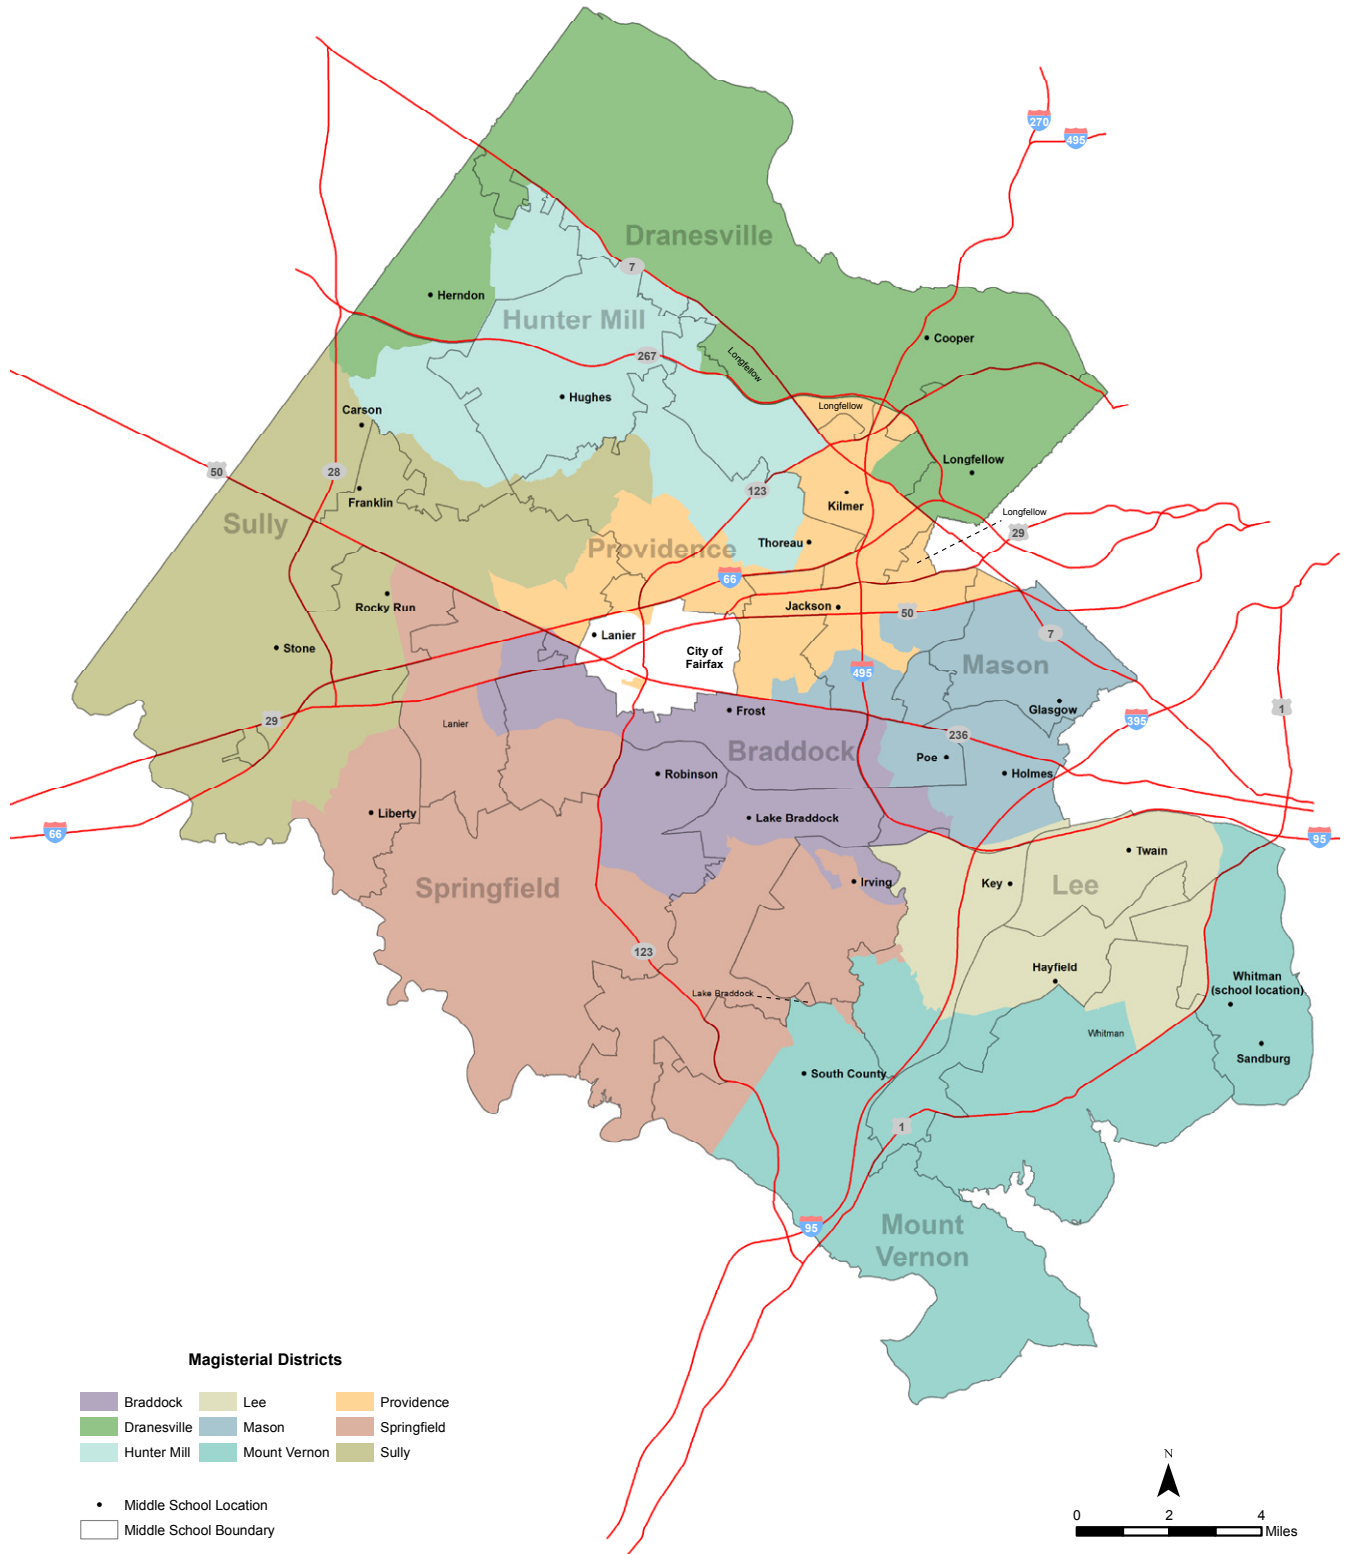 270
495
Dranesville
7
Herndon
Hunter Mill
Cooper
267
Longfellow
Hughes
Longfellow
Carson
Longfellow
50
28
123
Franklin
Kilmer
Longfellow
Sully
29
Thoreau
Providence
66
Rocky Run
Jackson
50
Lanier
7
Stone
City of
Fairfax
Mason
495
29
Lanier
Frost
Glasgow
395
1
236
Braddock
Poe
Robinson
Holmes
Liberty
Lake Braddock
66
95
Twain
Springfield
Irving
Key
Lee
123
Hayfield
Whitman
(school location)
Lake Braddock
Whitman
Sandburg
South County
1
95
Mount
Vernon
Magisterial Districts
Braddock
Lee
Providence
Dranesville
Mason
Springfield
Hunter Mill
Mount Vernon
Sully
Middle School Location
Middle School Boundary
N
0 2 4
Miles